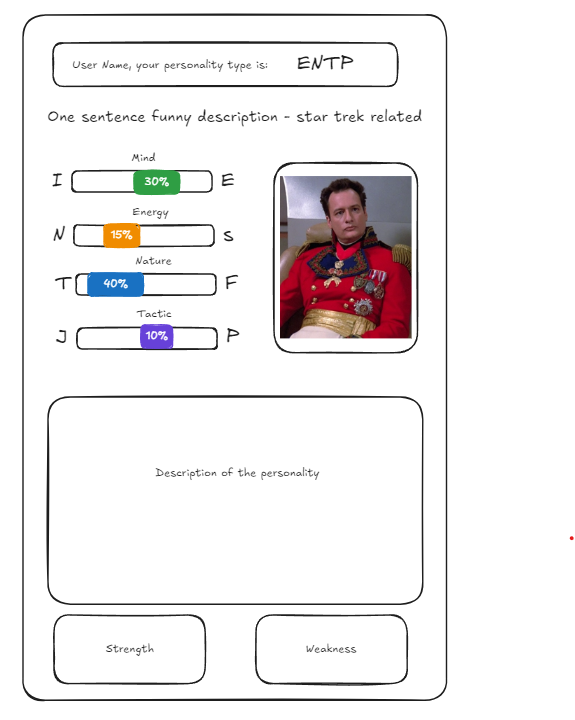 User Name, your personality type is: ENTP
One sentence funny description - star trek related
Mind
I 30% E
Energy
N 15% S
Nature
T 40% F
Tactic
J 10% P
Description of the personality
Strength Weakness